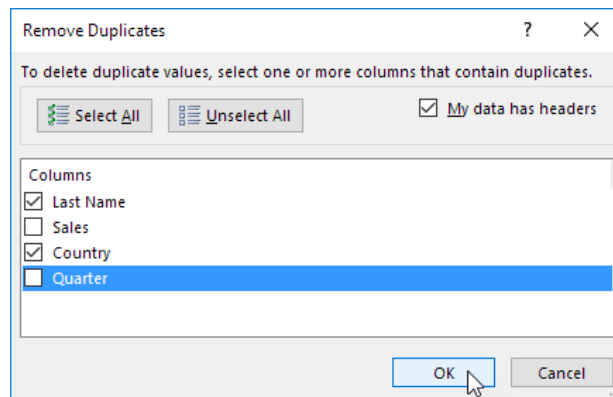 Remove Duplicates ?
To delete duplicate values, select one or more columns that contain duplicates.
Select All Unselect All My data has headers
Columns
Last Name
Sales
Country
Quarter
OK Cancel